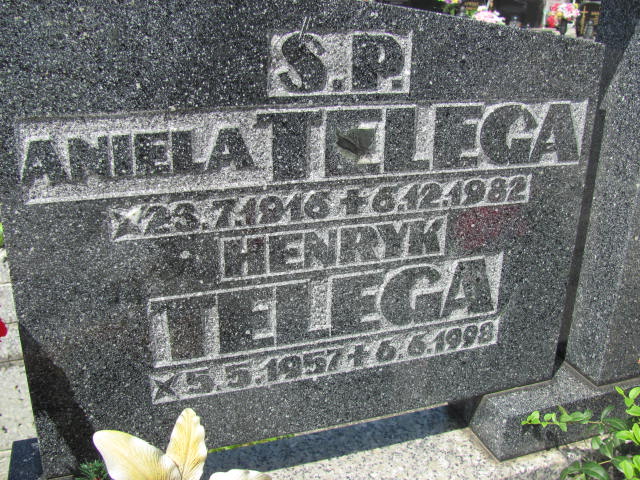 S.P.
ANIELA TELEGA
×23.7.1916 +6.12.1982
HENRYK
TELEGA
×5.5.1957+6.6.1998